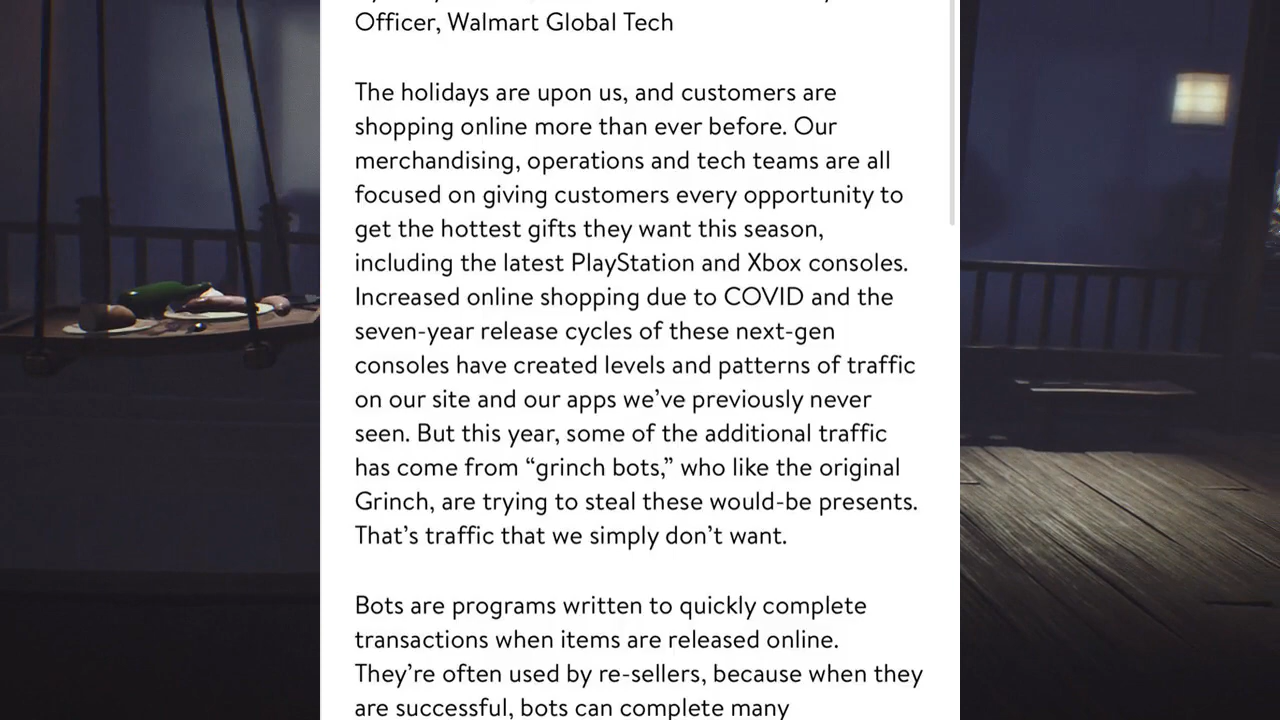 Officer, Walmart Global Tech
The holidays are upon us, and customers are
shopping online more than ever before. Our
merchandising, operations and tech teams are all
focused on giving customers every opportunity to
get the hottest gifts they want this season,
including the latest PlayStation and Xbox consoles.
Increased online shopping due to COVID and the
seven-year release cycles of these next-gen
consoles have created levels and patterns of traffic
on our site and our apps we’ve previously never
seen. But this year, some of the additional traffic
has come from “grinch bots,” who like the original
Grinch, are trying to steal these would-be presents.
That’s traffic that we simply don’t want.
Bots are programs written to quickly complete
transactions when items are released online.
They’re often used by re-sellers, because when they
are successful, bots can complete many